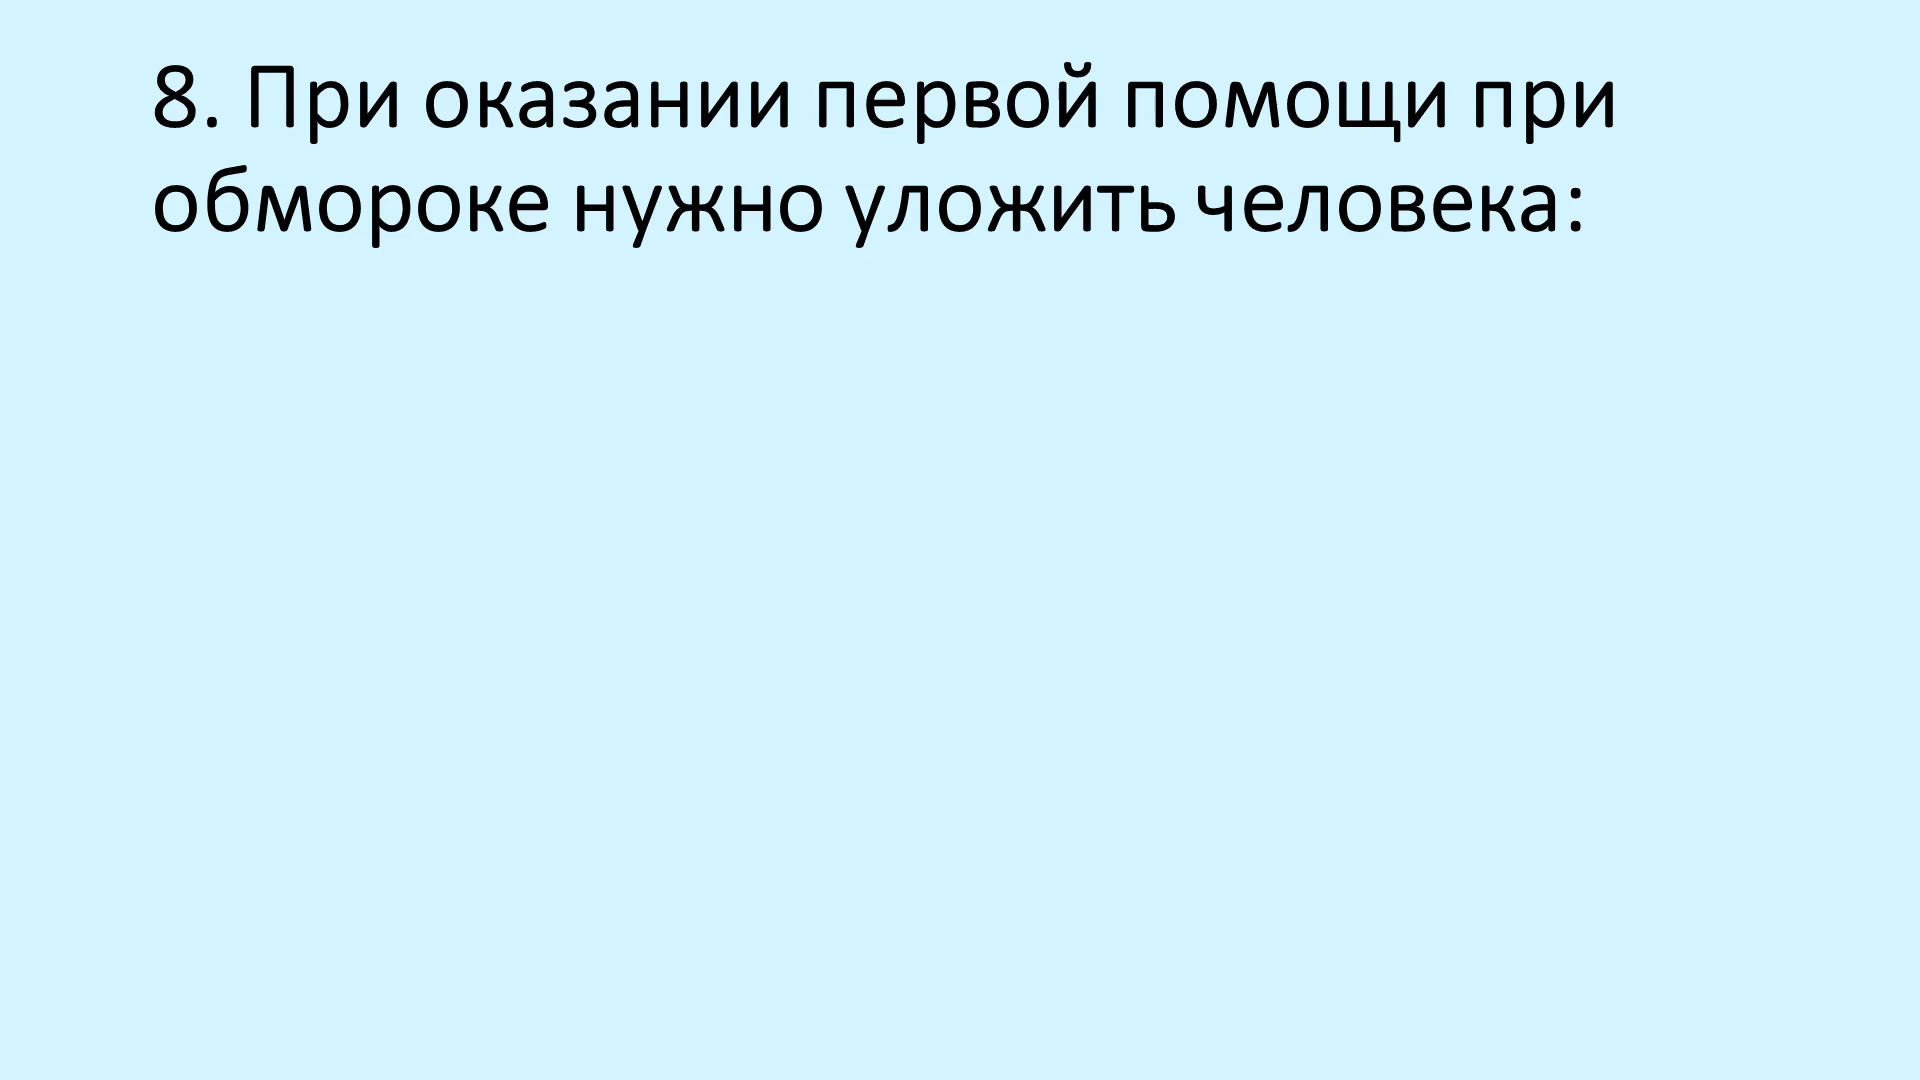 8. При оказании первой помощи при
обмороке нужно уложить человека: